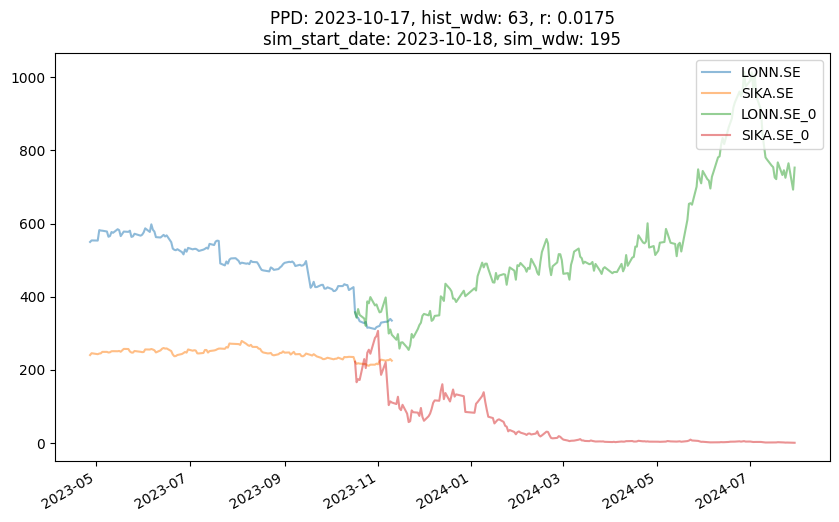 PPD: 2023-10-17, hist_wdw: 63, r: 0.0175
sim_start_date: 2023-10-18, sim_wdw: 195
LONN.SE
SIKA.SE
LONN.SE_0
SIKA.SE_0
1000
800
600
400
200
0
2023-05
2023-07
2023-09
2023-11
2024-01
2024-03
2024-05
2024-07